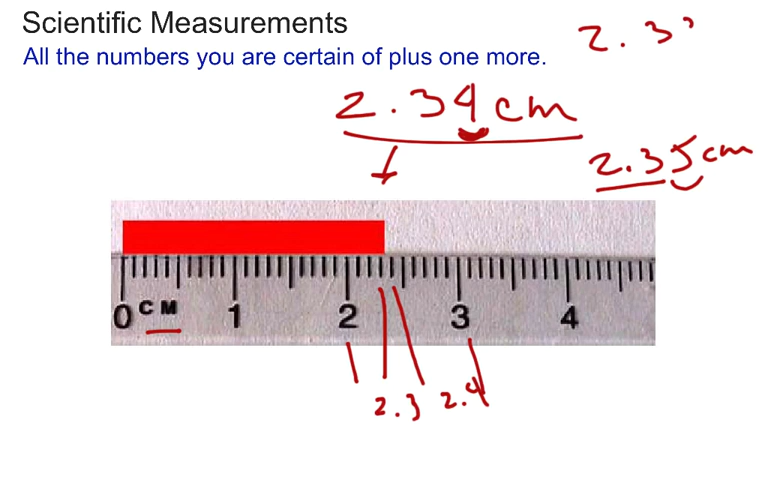 Scientific Measurements
All the numbers you are certain of plus one more.
2.3
2.34 cm
2.35 cm
0 CM 1 2 3 4
2.3 2.4